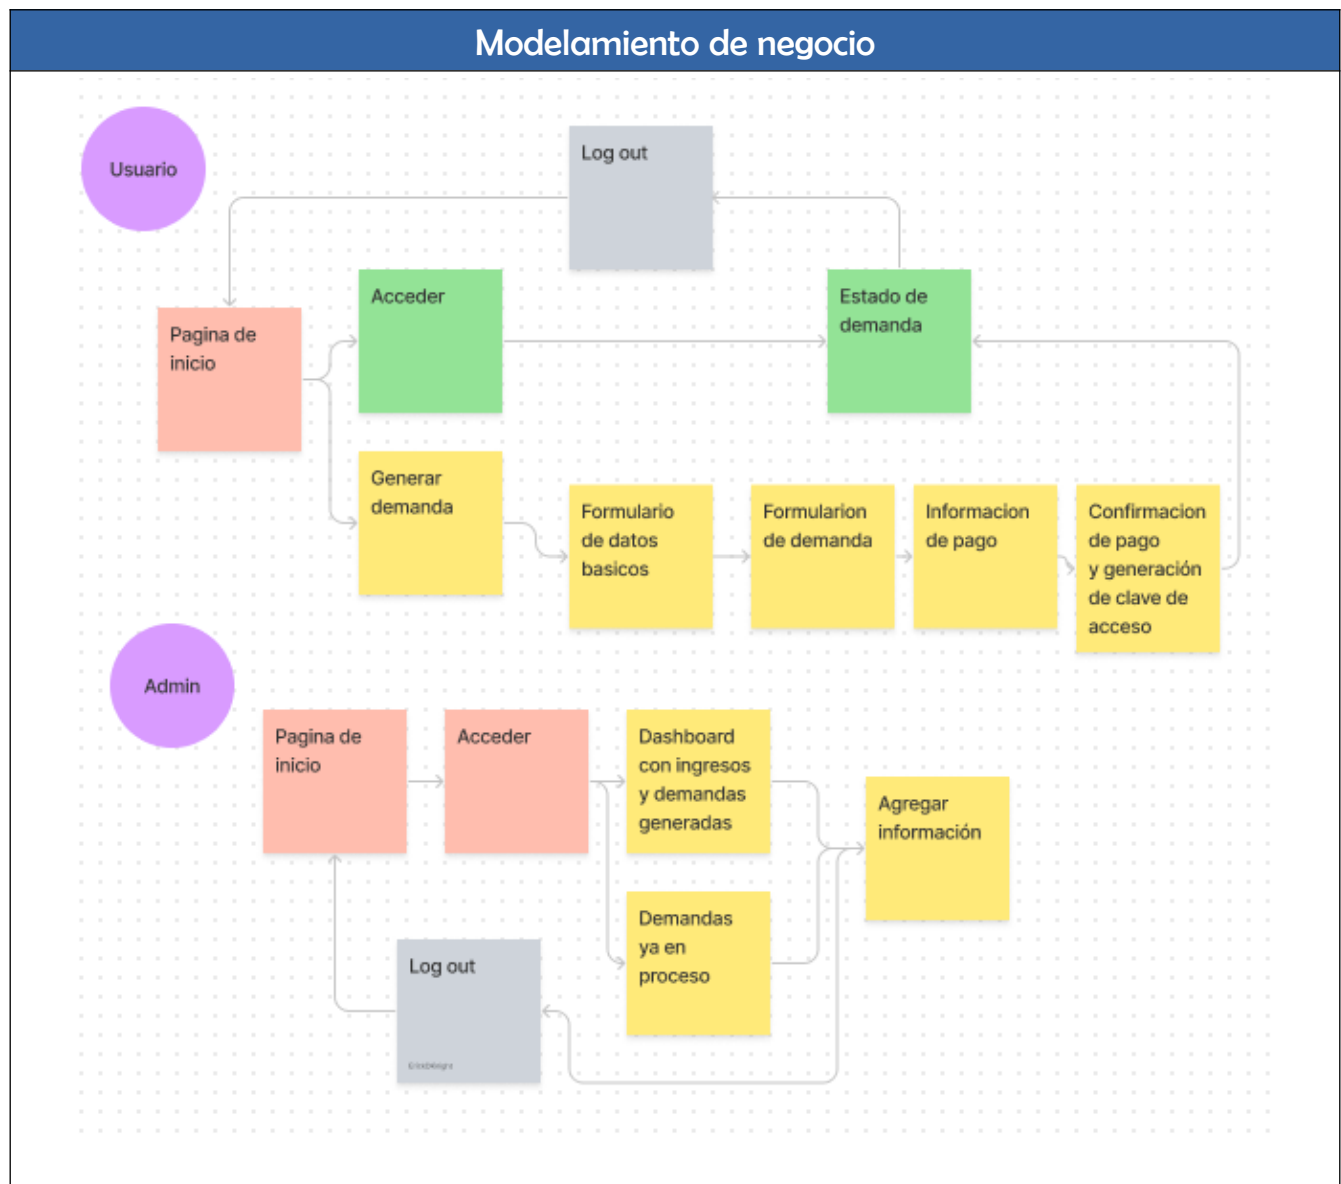 Modelamiento de negocio
Usuario
Log out
Acceder
Estado de
demanda
Pagina de
inicio
Generar
demanda
Formulario
de datos
basicos
Formularion
de demanda
Informacion
de pago
Confirmacion
de pago
y generación
de clave de
acceso
Admin
Pagina de
inicio
Acceder
Dashboard
con ingresos
y demandas
generadas
Agregar
información
Demandas
ya en
proceso
Log out